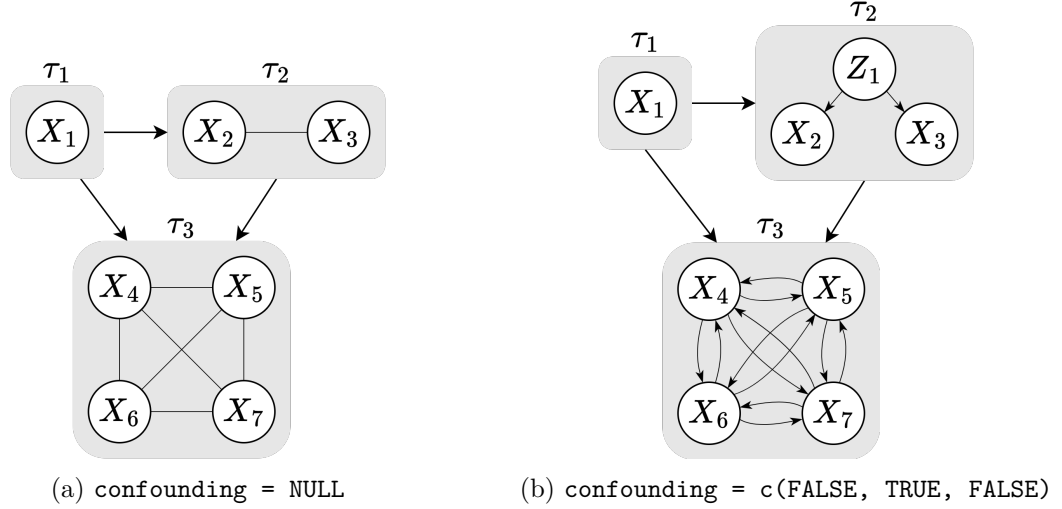 τ₁
τ₂
X₁ X₂ X₃
τ₃
X₄ X₅
X₆ X₇
(a) confounding = NULL
τ₂
τ₁
Z₁
X₁
X₂ X₃
τ₃
X₄ X₅
X₆ X₇
(b) confounding = c(FALSE, TRUE, FALSE)